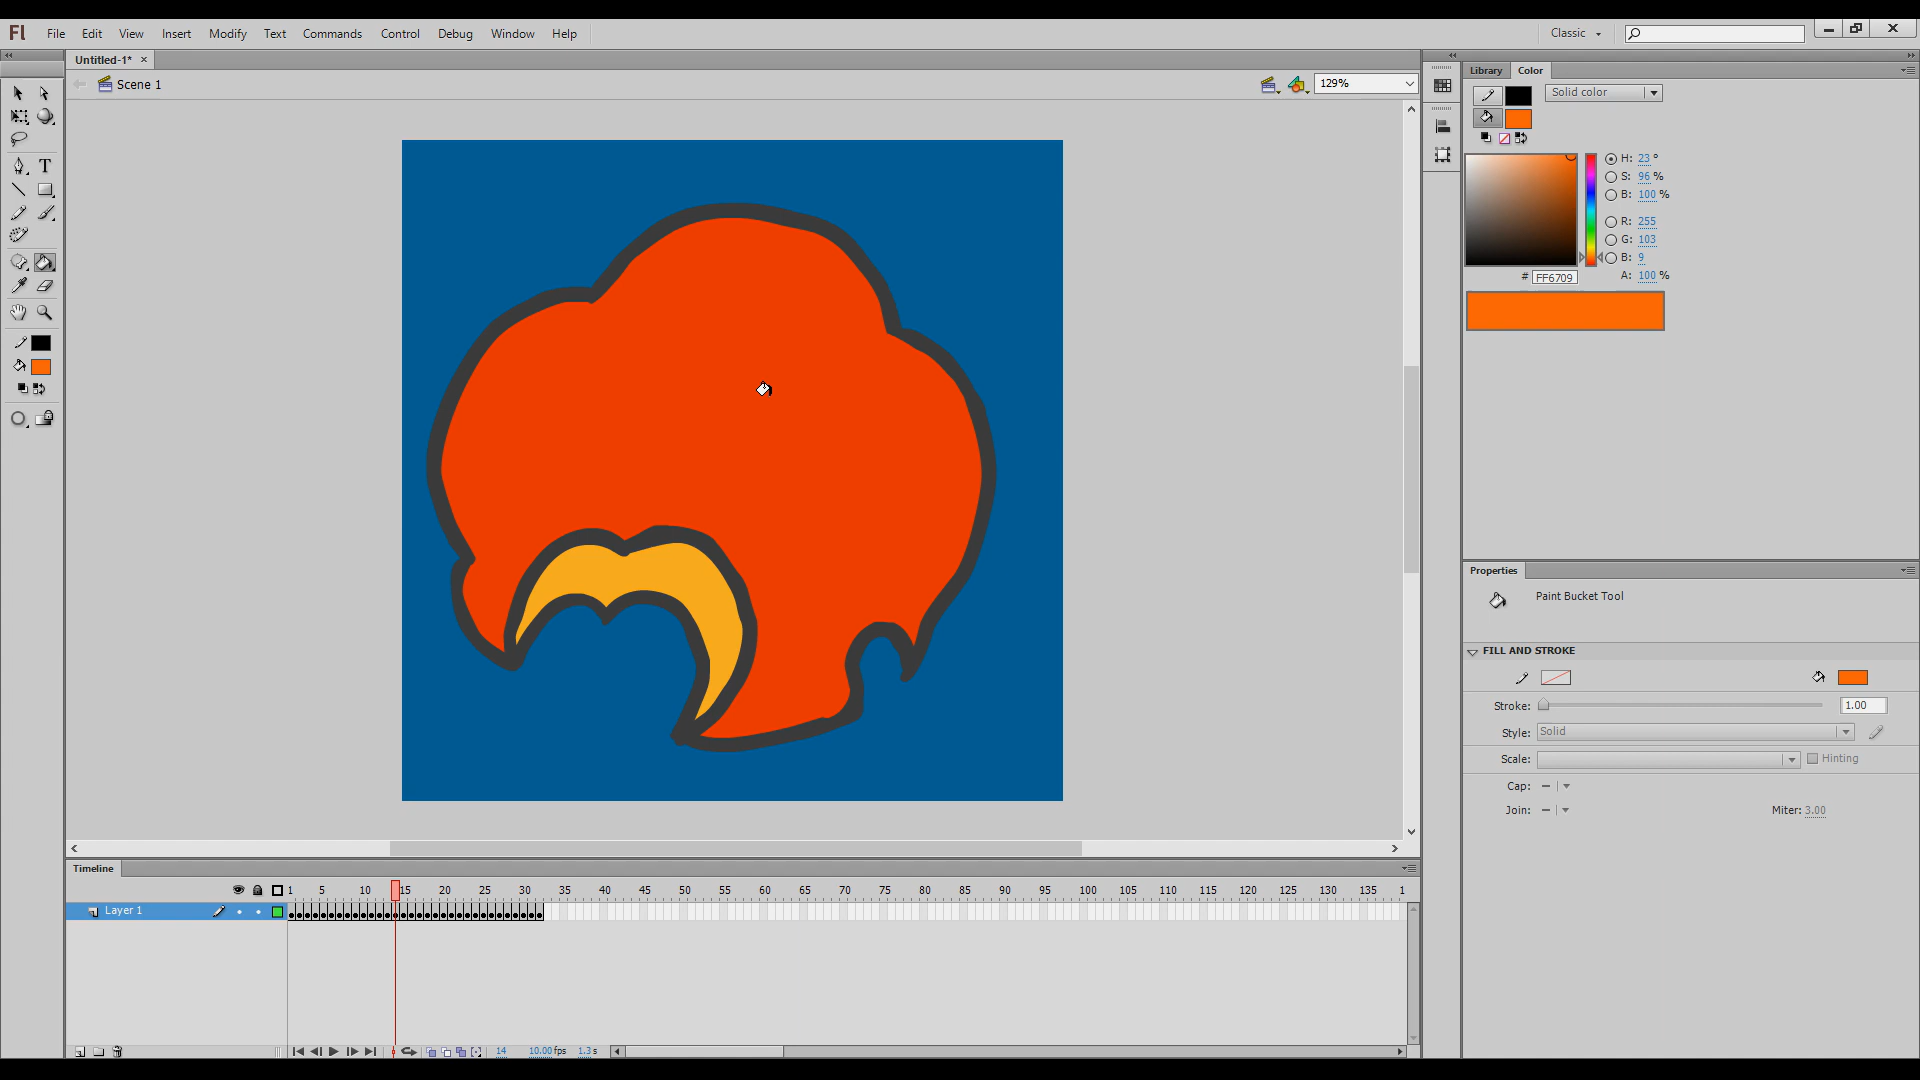 Fl File Edit View Insert Modify Text Commands Control Debug Window Help Classic
Untitled-1*
Scene 1 129%
Library Color
Solid color
H: 23 °
S: 96 %
B: 100 %
R: 255
G: 103
B: 9
# FF6709 A: 100 %
T
Properties
Paint Bucket Tool
FILL AND STROKE
Stroke: 1.00
Style: Solid
Scale: Hinting
Cap:
Join: Miter: 3.00
Timeline
1 5 10 15 20 25 30 35 40 45 50 55 60 65 70 75 80 85 90 95 100 105 110 115 120 125 130 135 1
Layer 1
14 10.00 fps 1.3 s